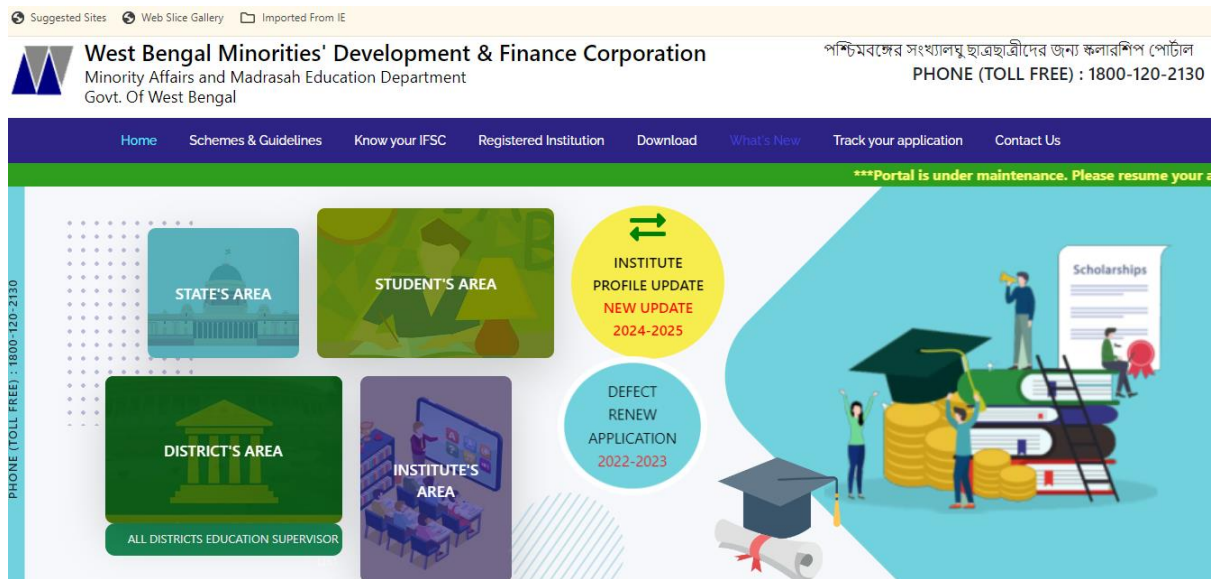 Suggested Sites Web Slice Gallery Imported From IE
West Bengal Minorities' Development & Finance Corporation
Minority Affairs and Madrasah Education Department
Govt. Of West Bengal
পশ্চিমবঙ্গের সংখ্যালঘু ছাত্রছাত্রীদের জন্য স্কলারশিপ পোর্টাল
PHONE (TOLL FREE) : 1800-120-2130
Home Schemes & Guidelines Know your IFSC Registered Institution Download What's New Track your application Contact Us
***Portal is under maintenance. Please resume your a
PHONE (TOLL FREE) : 1800-120-2130
STATE'S AREA
STUDENT'S AREA
INSTITUTE
PROFILE UPDATE
NEW UPDATE
2024-2025
Scholarships
DISTRICT'S AREA
ALL DISTRICTS EDUCATION SUPERVISOR
INSTITUTE'S
AREA
DEFECT
RENEW
APPLICATION
2022-2023